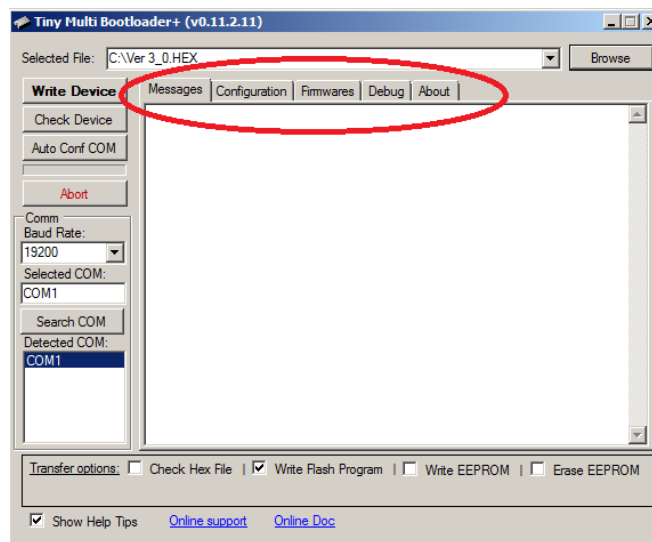 Tiny Multi Bootloader+ (v0.11.2.11)
Selected File: C:\Ver 3_0.HEX Browse
Write Device Messages Configuration Firmwares Debug About
Check Device
Auto Conf COM
Abort
Comm
Baud Rate:
19200
Selected COM:
COM1
Search COM
Detected COM:
COM1
Transfer options: Check Hex File | Write Flash Program | Write EEPROM | Erase EEPROM
Show Help Tips Online support Online Doc